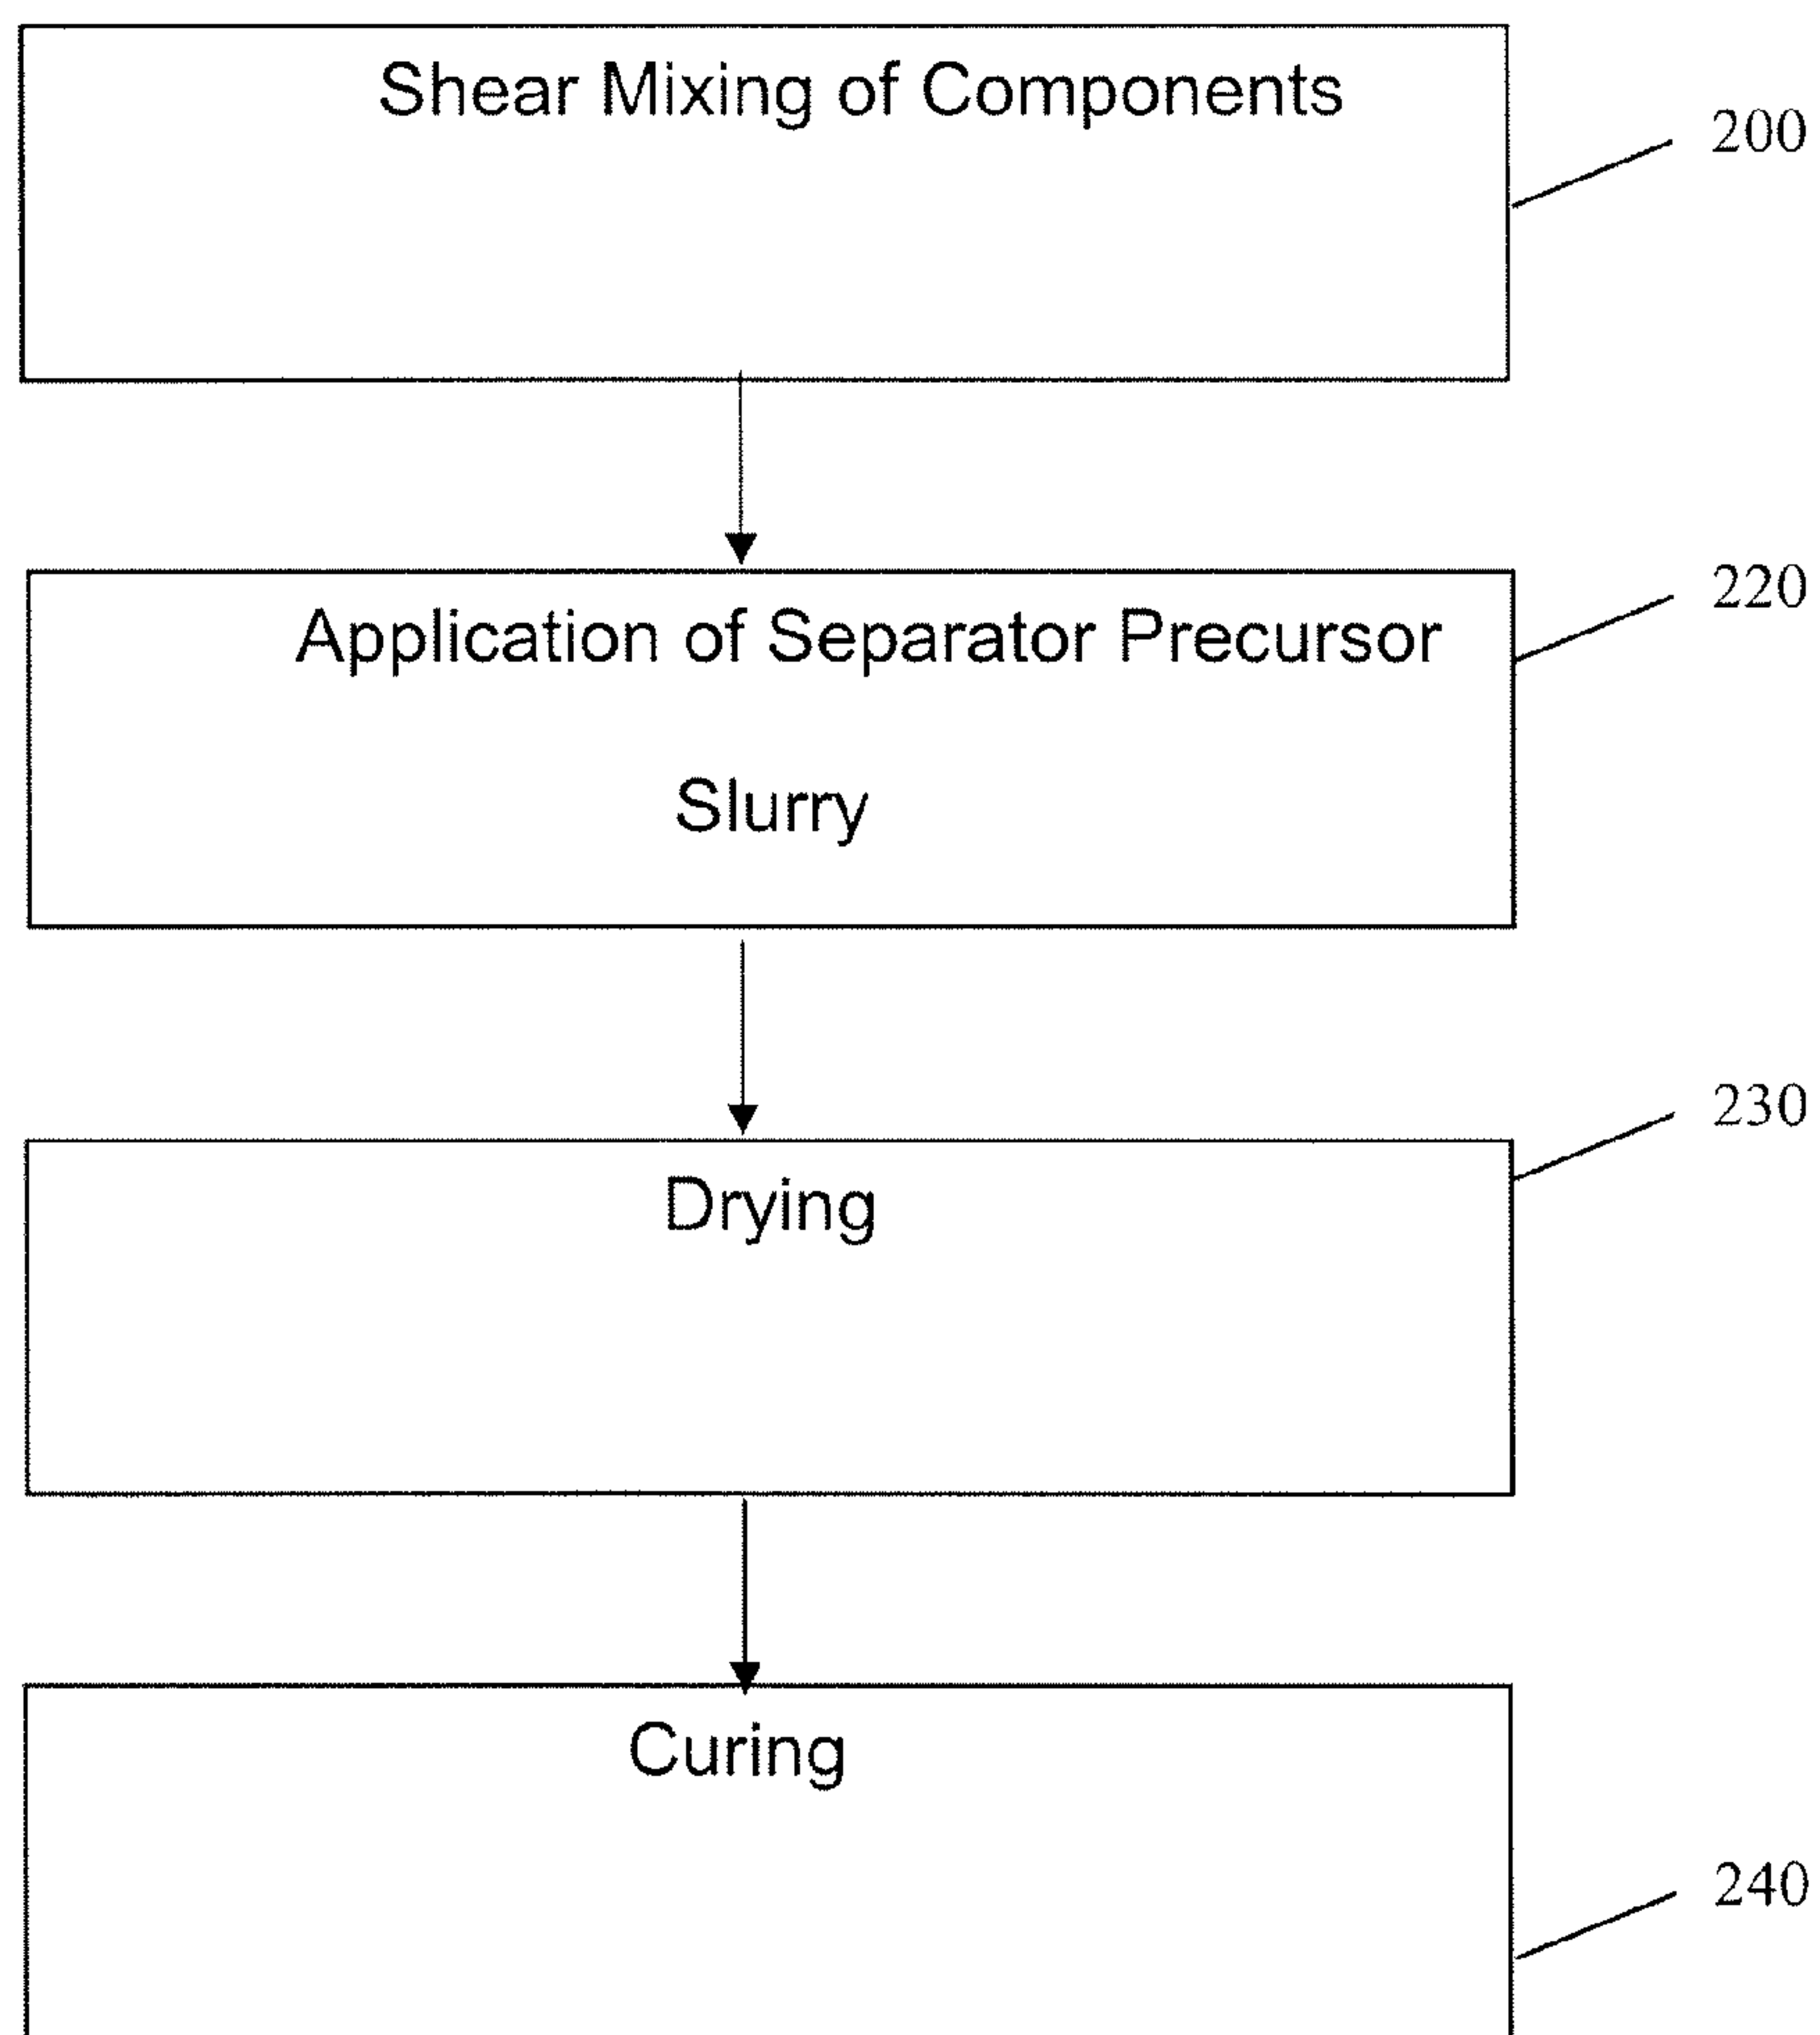 Shear Mixing of Components
200
Application of Separator Precursor
220
Slurry
Drying
230
Curing
240